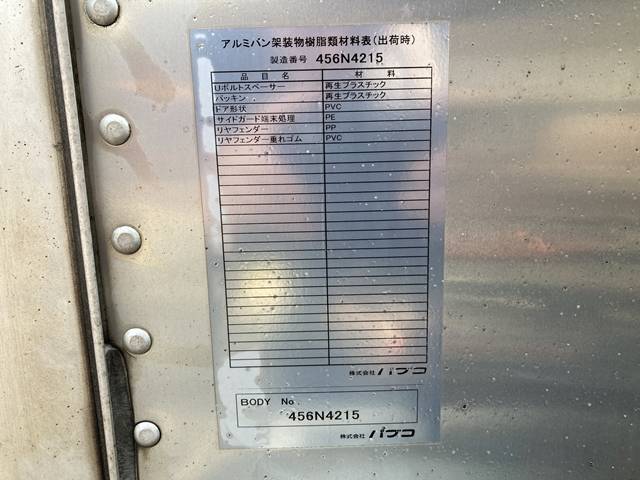 アルミバン架装物樹脂類材料表(出荷時)
製造番号 456N4215
品目名 材料
Uボルトスペーサー 再生プラスチック
パッキン 再生プラスチック
ドア形状 PVC
サイドガード端末処理 PE
リヤフェンダー PP
リヤフェンダー垂れゴム PVC
株式会社 パブコ
BODY No.
456N4215
株式会社 パブコ